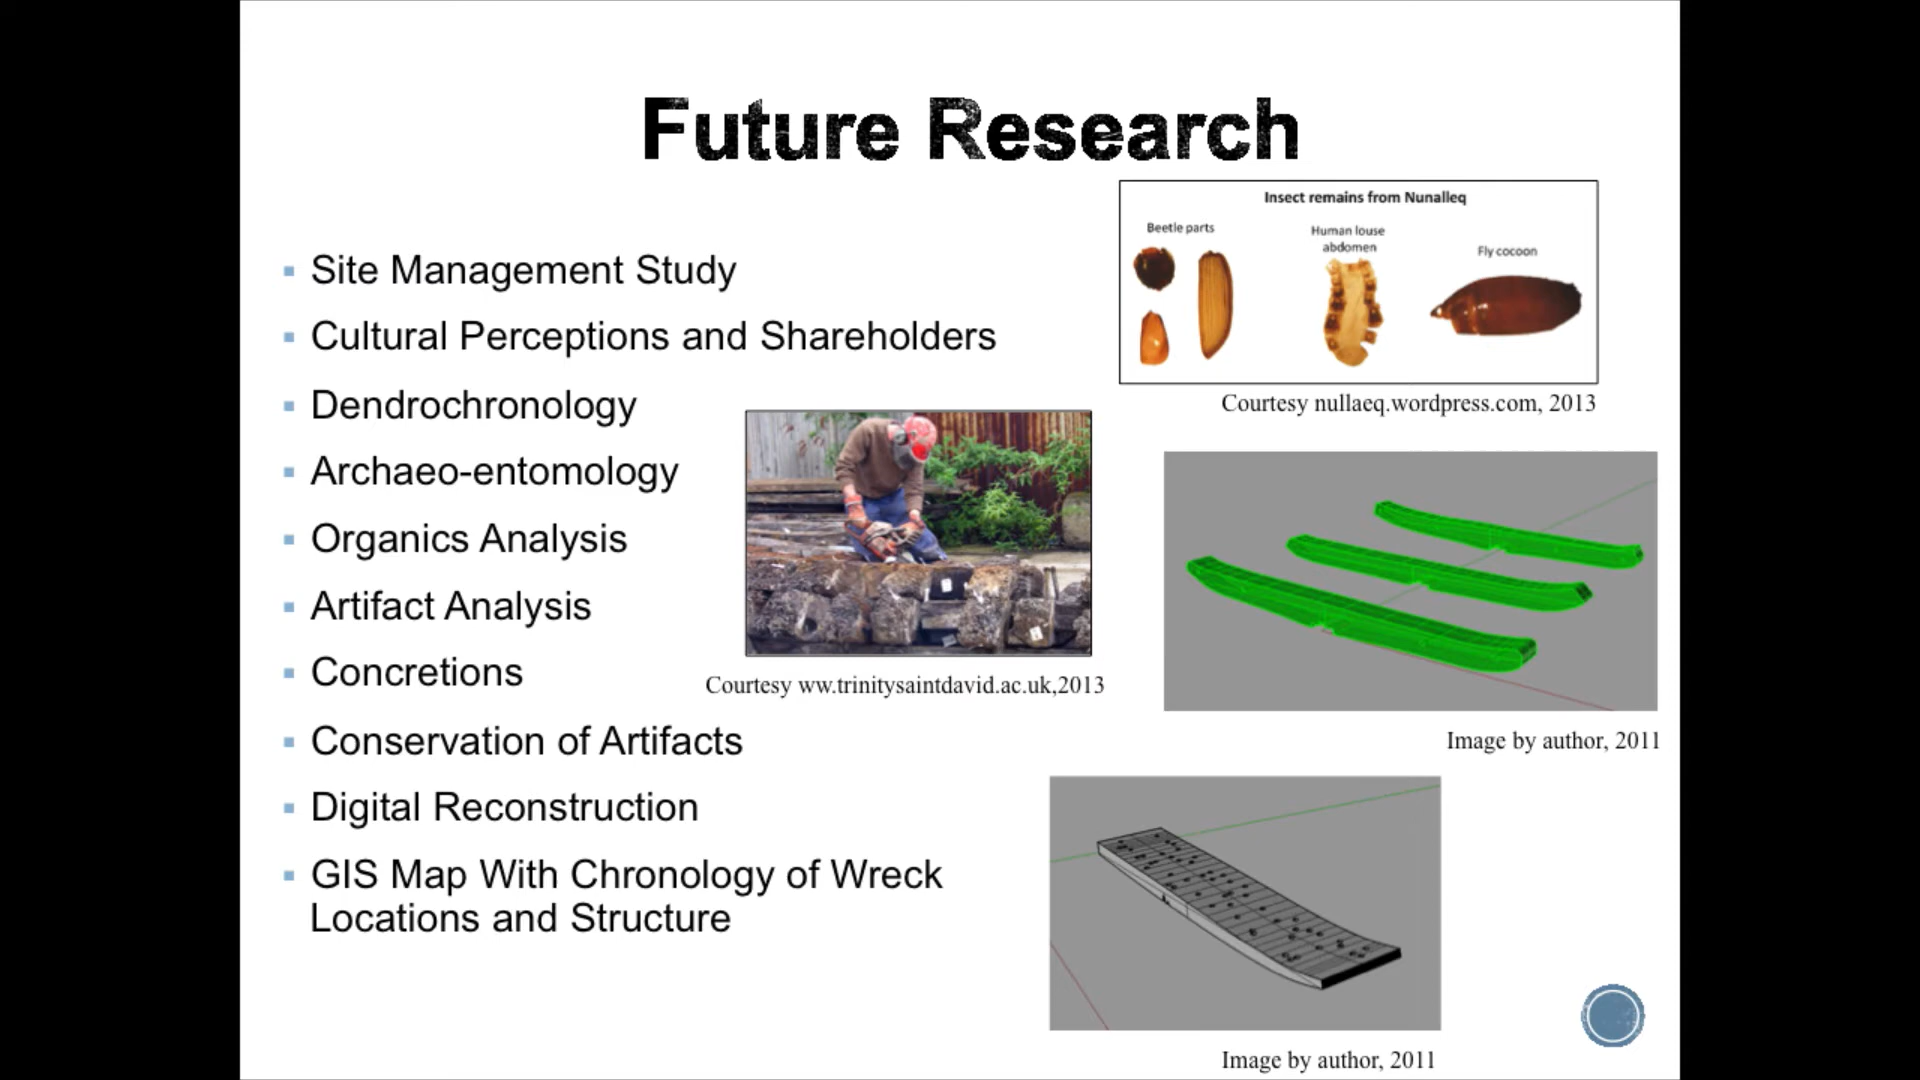 Future Research
Site Management Study
Cultural Perceptions and Shareholders
Dendrochronology
Archaeo-entomology
Organics Analysis
Artifact Analysis
Concretions
Conservation of Artifacts
Digital Reconstruction
GIS Map With Chronology of Wreck
Locations and Structure
Insect remains from Nunalleq
Beetle parts
Human louse
abdomen
Fly cocoon
Courtesy nullaeq.wordpress.com, 2013
Courtesy ww.trinitysaintdavid.ac.uk,2013
Image by author, 2011
Image by author, 2011